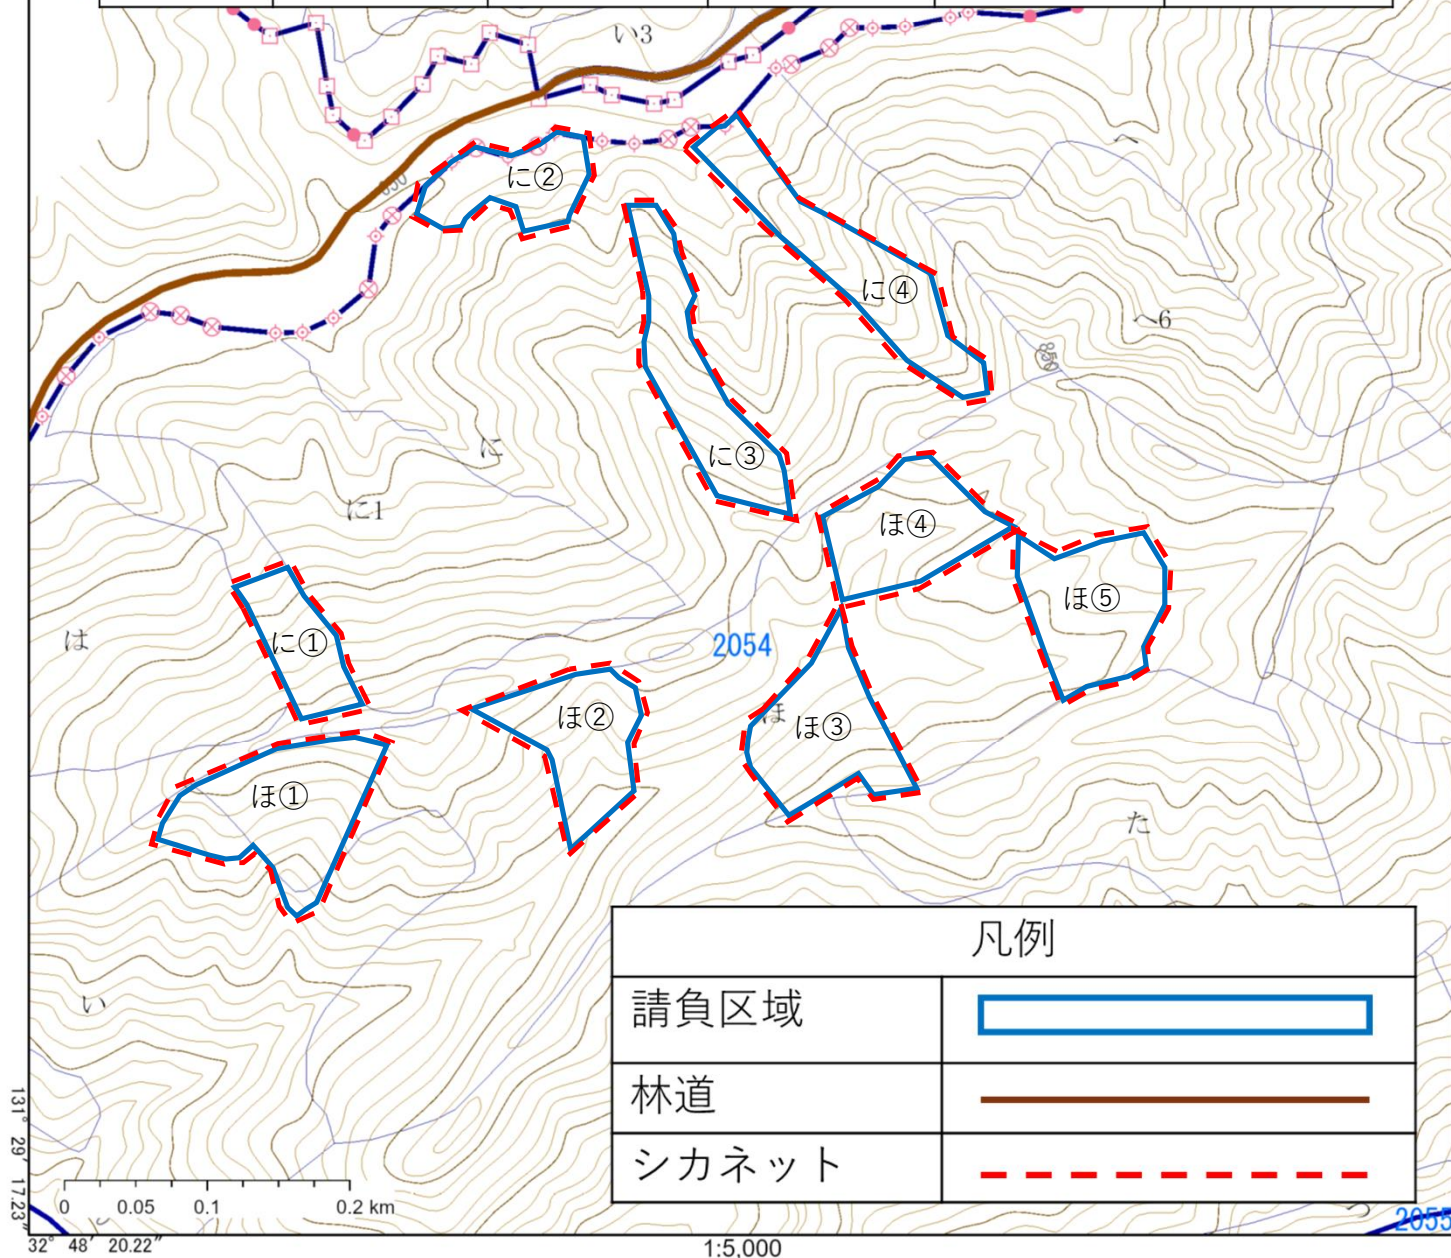 い3
へ
850
に②
に④
へ6
850
に③
に
に1
ほ④
ほ⑤
は
に①
2054
ほ②
ほ
ほ③
ほ①
た
い
凡例
請負区域
林道
シカネット
131° 29′ 17.23″
0 0.05 0.1 0.2 km
32° 48′ 20.22″
1:5,000
2055